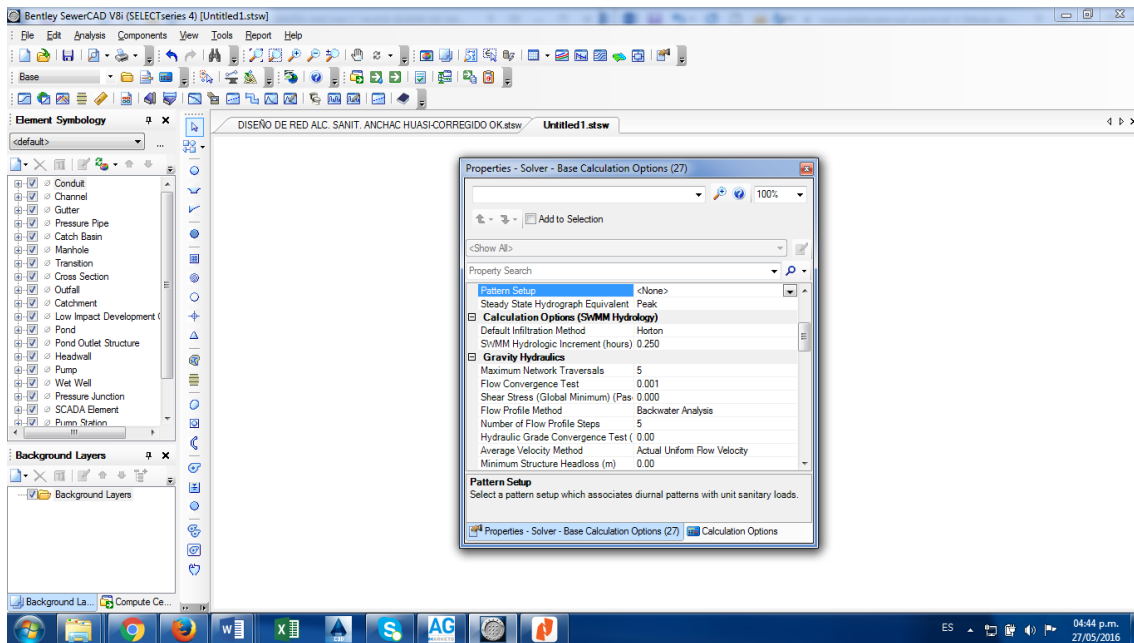 Bentley SewerCAD V8i (SELECTseries 4) [Untitled1.stsw]
File Edit Analysis Components View Tools Report Help
Base
Element Symbology
<default>
...
Conduit
Channel
Gutter
Pressure Pipe
Catch Basin
Manhole
Transition
Cross Section
Outfall
Catchment
Low Impact Development (
Pond
Pond Outlet Structure
Headwall
Pump
Wet Well
Pressure Junction
SCADA Element
Pump Station
Background Layers
Background Layers
Background La... Compute Ce...
DISEÑO DE RED ALC. SANIT. ANCHAC HUASI-CORREGIDO OK.stsw Untitled1.stsw
Properties - Solver - Base Calculation Options (27)
100%
Add to Selection
<Show All>
Property Search
Pattern Setup <None>
Steady State Hydrograph Equivalent Peak
Calculation Options (SWMM Hydrology)
Default Infiltration Method Horton
SWMM Hydrologic Increment (hours) 0.250
Gravity Hydraulics
Maximum Network Traversals 5
Flow Convergence Test 0.001
Shear Stress (Global Minimum) (Pas 0.000
Flow Profile Method Backwater Analysis
Number of Flow Profile Steps 5
Hydraulic Grade Convergence Test ( 0.00
Average Velocity Method Actual Uniform Flow Velocity
Minimum Structure Headloss (m) 0.00
Pattern Setup
Select a pattern setup which associates diurnal patterns with unit sanitary loads.
Properties - Solver - Base Calculation Options (27) Calculation Options
AG
MARKETS
ES
04:44 p.m.
27/05/2016